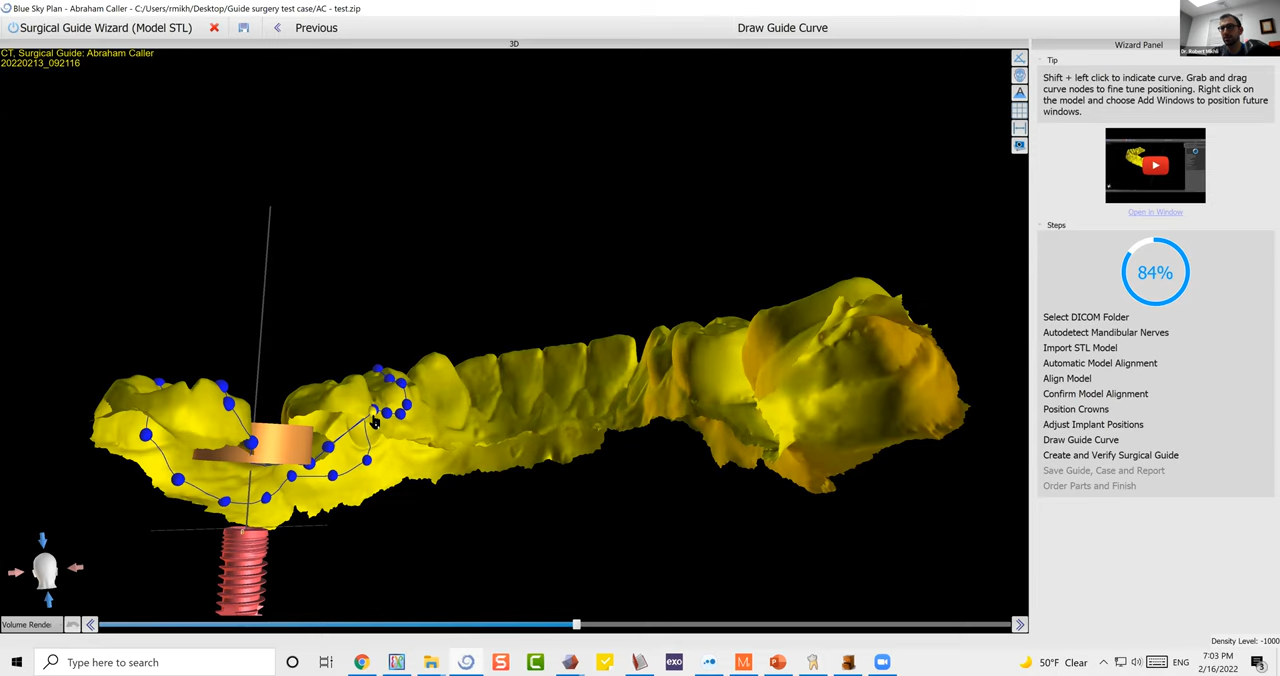 Blue Sky Plan - Abraham Caller - C:/Users/rmikh/Desktop/Guide surgery test case/AC - test.zip
Surgical Guide Wizard (Model STL)
Previous
Draw Guide Curve
Dr. Robert Mikhli
3D
Wizard Panel
CT, Surgical Guide: Abraham Caller
20220213_092116
Tip
Shift + left click to indicate curve. Grab and drag
curve nodes to fine tune positioning. Right click on
the model and choose Add Windows to position future
windows.
Open in Window
Steps
84%
Select DICOM Folder
Autodetect Mandibular Nerves
Import STL Model
Automatic Model Alignment
Align Model
Confirm Model Alignment
Position Crowns
Adjust Implant Positions
Draw Guide Curve
Create and Verify Surgical Guide
Save Guide, Case and Report
Order Parts and Finish
Volume Rende
Density Level: -1000
Type here to search
exo
50°F Clear
ENG
7:03 PM
2/16/2022